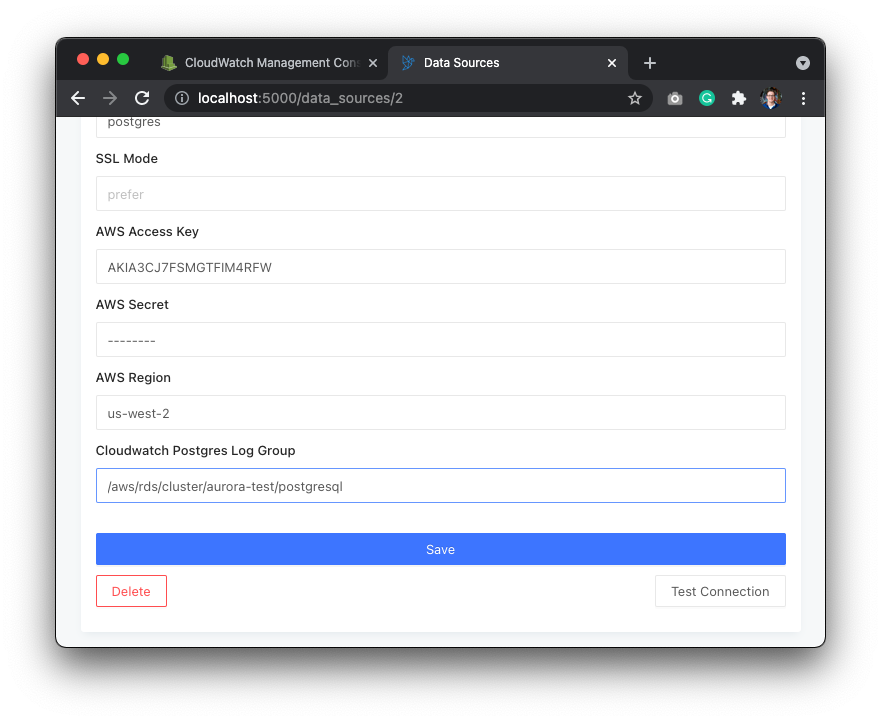 CloudWatch Management Con
Data Sources
localhost:5000/data_sources/2
postgres
SSL Mode
prefer
AWS Access Key
AKIA3CJ7FSMGTFIM4RFW
AWS Secret
--------
AWS Region
us-west-2
Cloudwatch Postgres Log Group
/aws/rds/cluster/aurora-test/postgresql
Save
Delete
Test Connection